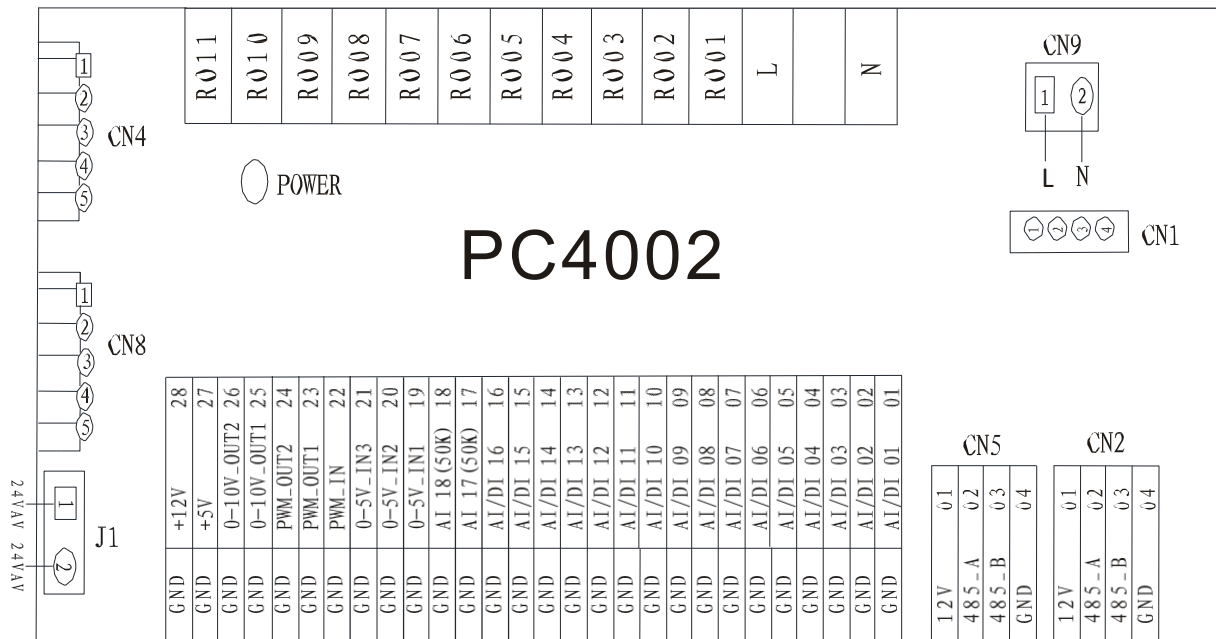 R011 R010 R009 R008 R007 R006 R005 R004 R003 R002 R001 L N
CN9
1 2
L N
1
2
3
4
5
CN4
POWER
1 2 3 4
CN1
PC4002
1
2
3
4
5
CN8
+12V 28
+5V 27
0-10V_OUT2 26
0-10V_OUT1 25
PWM_OUT2 24
PWM_OUT1 23
PWM_IN 22
0-5V_IN3 21
0-5V_IN2 20
0-5V_IN1 19
AI 18(50K) 18
AI 17(50K) 17
AI/DI 16 16
AI/DI 15 15
AI/DI 14 14
AI/DI 13 13
AI/DI 12 12
AI/DI 11 11
AI/DI 10 10
AI/DI 09 09
AI/DI 08 08
AI/DI 07 07
AI/DI 06 06
AI/DI 05 05
AI/DI 04 04
AI/DI 03 03
AI/DI 02 02
AI/DI 01 01
GND GND GND GND GND GND GND GND GND GND GND GND GND GND GND GND GND GND GND GND GND GND GND GND GND GND GND GND
24VAV 24VAV
1
2
J1
CN5
12V 01
485_A 02
485_B 03
GND 04
CN2
12V 01
485_A 02
485_B 03
GND 04